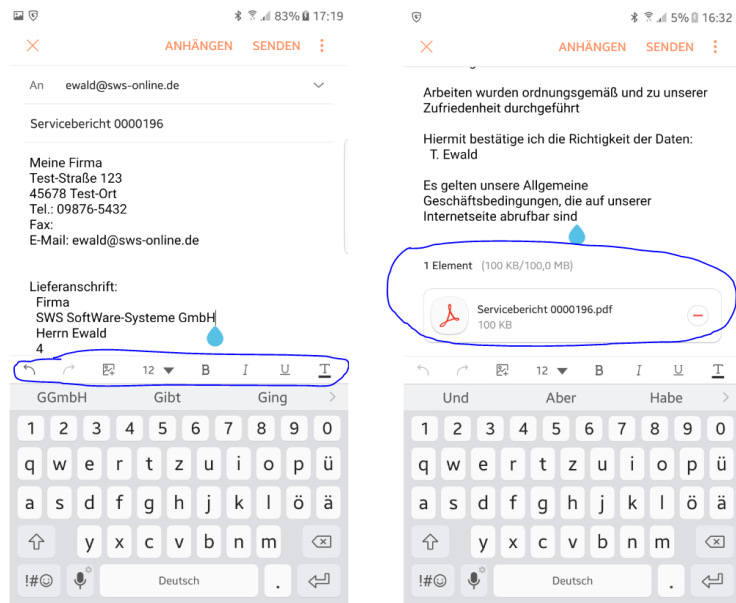 83% 17:19
ANHÄNGEN SENDEN
An ewald@sws-online.de
Servicebericht 0000196
Meine Firma
Test-Straße 123
45678 Test-Ort
Tel.: 09876-5432
Fax:
E-Mail: ewald@sws-online.de
Lieferanschrift:
Firma
SWS SoftWare-Systeme GmbH
Herrn Ewald
4
12 B I U T
GGmbH Gibt Ging
1 2 3 4 5 6 7 8 9 0
q w e r t z u i o p ü
a s d f g h j k l ö ä
y x c v b n m
!#☺ Deutsch .
5% 16:32
ANHÄNGEN SENDEN
Arbeiten wurden ordnungsgemäß und zu unserer
Zufriedenheit durchgeführt
Hiermit bestätige ich die Richtigkeit der Daten:
T. Ewald
Es gelten unsere Allgemeine
Geschäftsbedingungen, die auf unserer
Internetseite abrufbar sind
1 Element (100 KB/100,0 MB)
Servicebericht 0000196.pdf
100 KB
12 B I U T
Und Aber Habe
1 2 3 4 5 6 7 8 9 0
q w e r t z u i o p ü
a s d f g h j k l ö ä
y x c v b n m
!#☺ Deutsch .